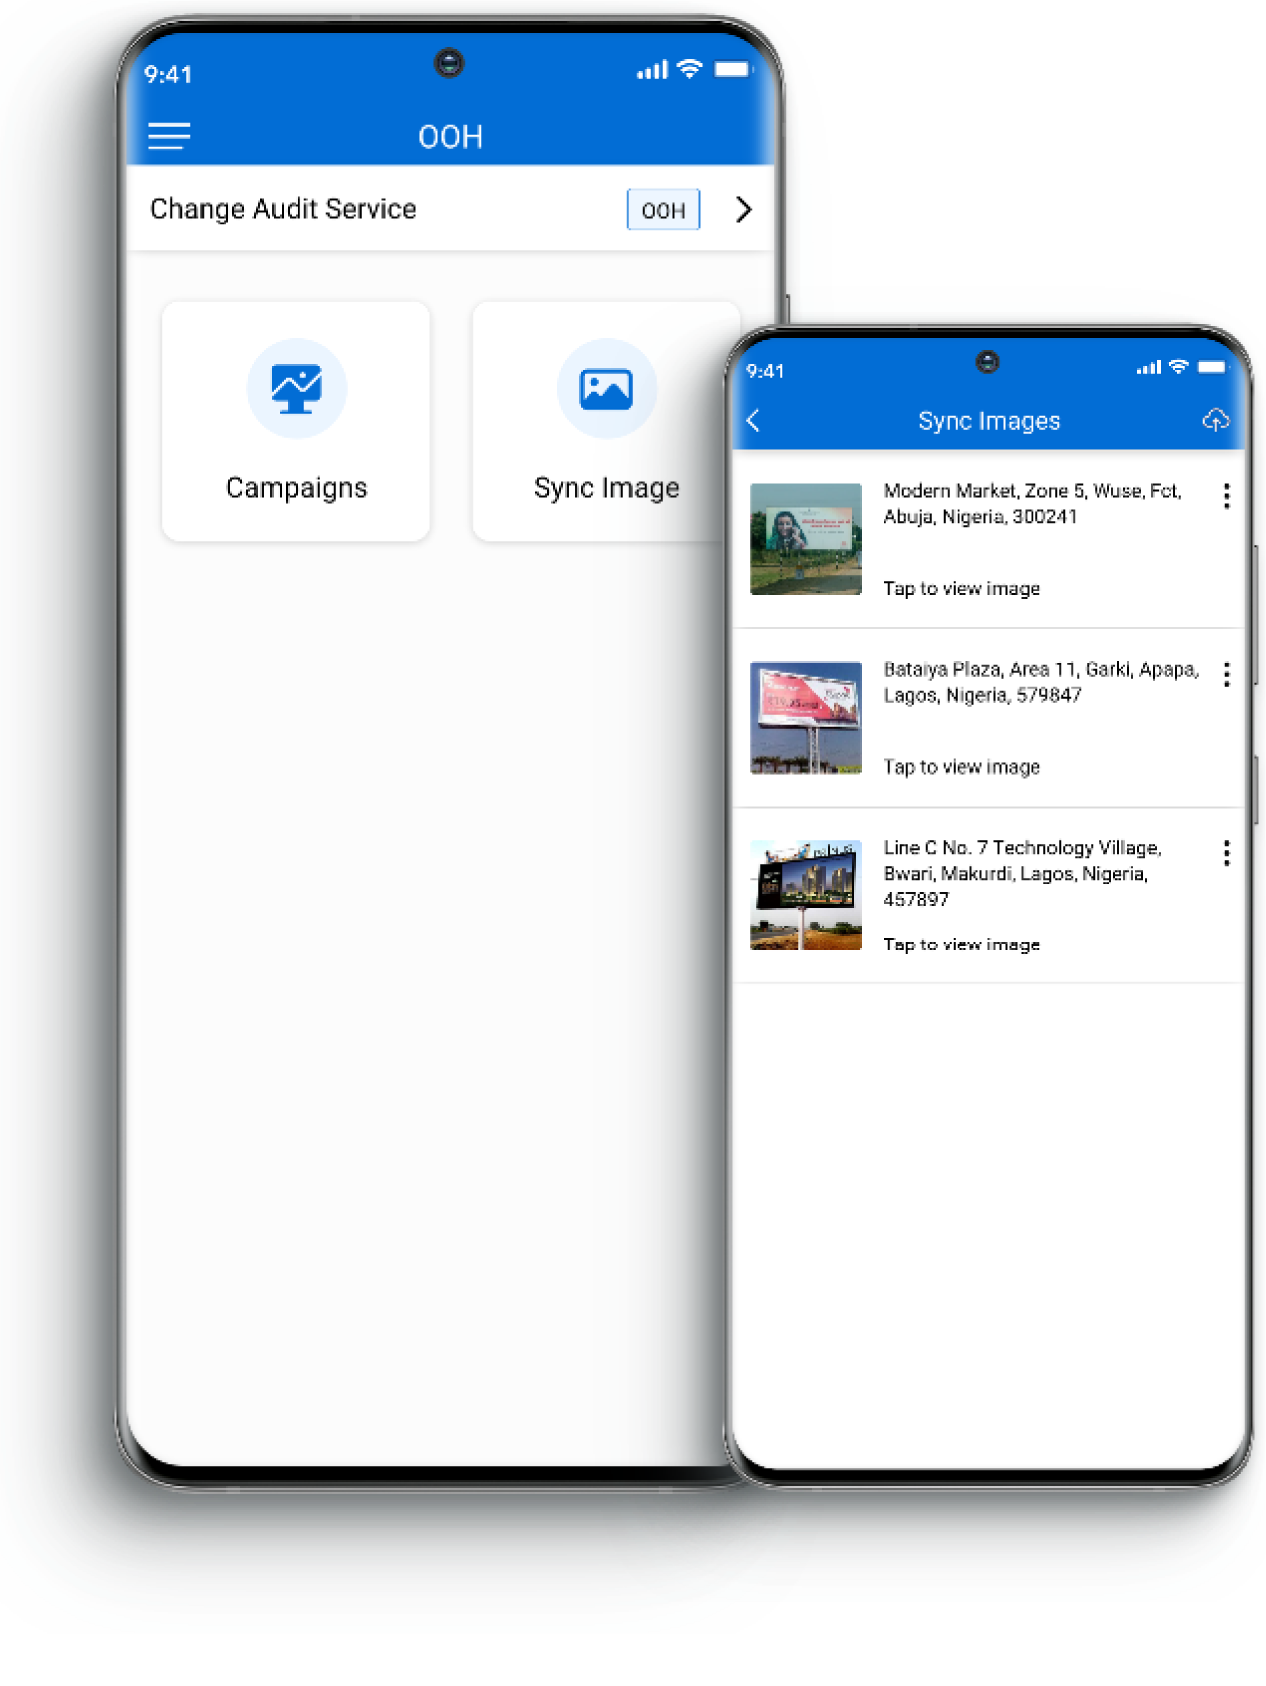 9:41
OOH
Change Audit Service
OOH
Campaigns
Sync Image
9:41
Sync Images
Modern Market, Zone 5, Wuse, Fct,
Abuja, Nigeria, 300241
Tap to view image
Bataiya Plaza, Area 11, Garki, Apapa,
Lagos, Nigeria, 579847
Tap to view image
Line C No. 7 Technology Village,
Bwari, Makurdi, Lagos, Nigeria,
457897
Tap to view image